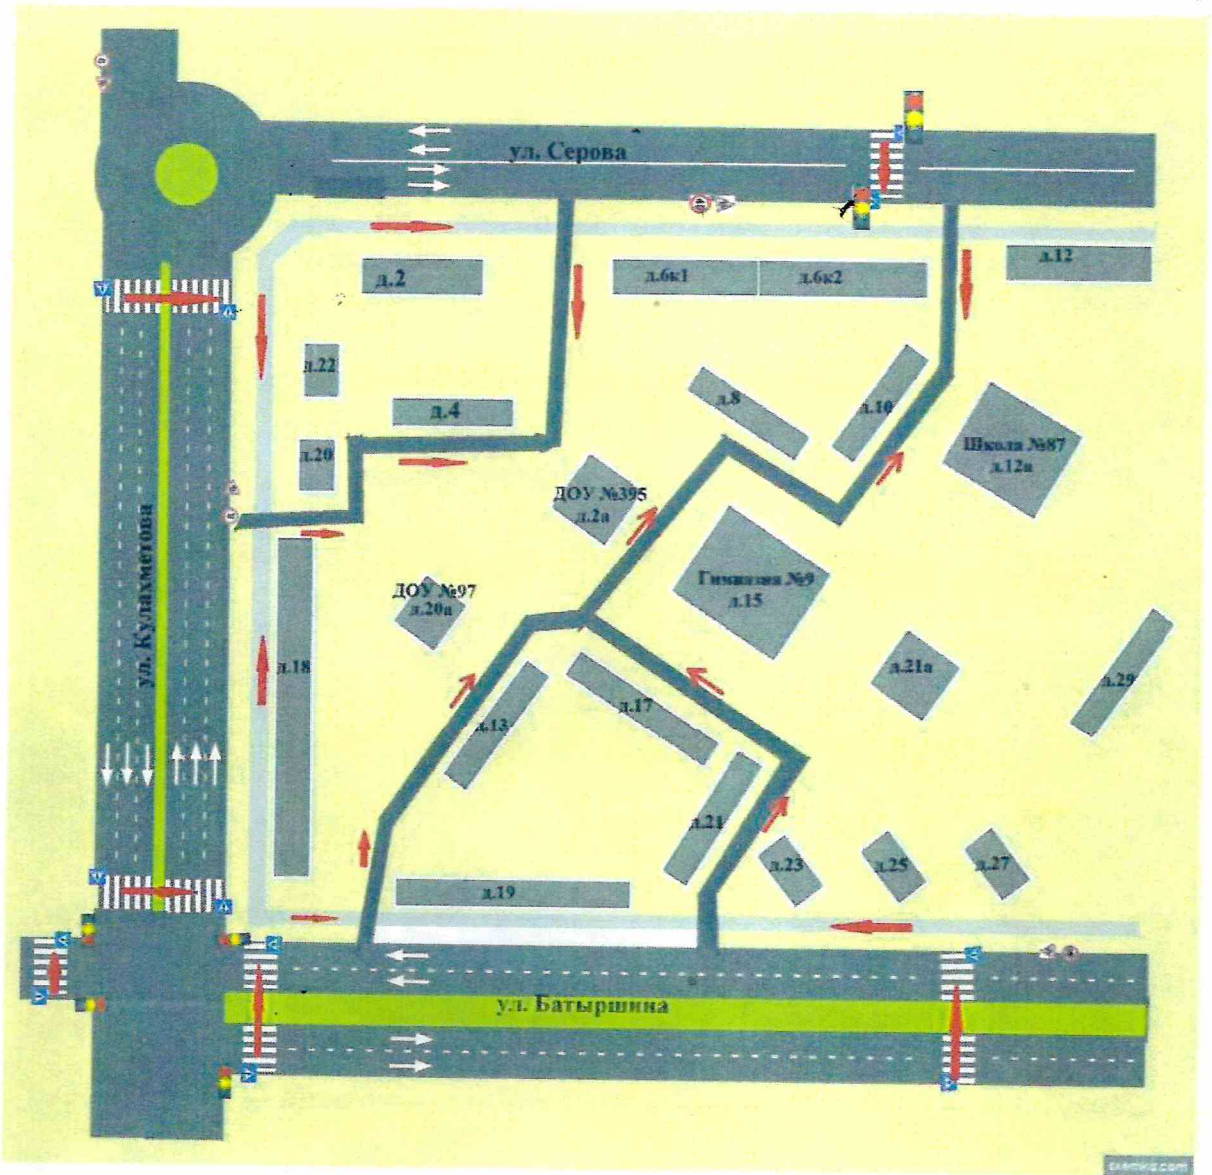 ул. Серова
д.2
д.6к1
д.6к2
д.12
д.22
д.4
д.8
д.10
д.20
Школа №87
д.12а
ДОУ №395
д.2а
ул. Кулахметова
Гимназия №9
д.15
ДОУ №97
д.20а
д.18
д.21а
д.29
д.17
д.13
д.21
д.23
д.25
д.27
д.19
ул. Батыршина